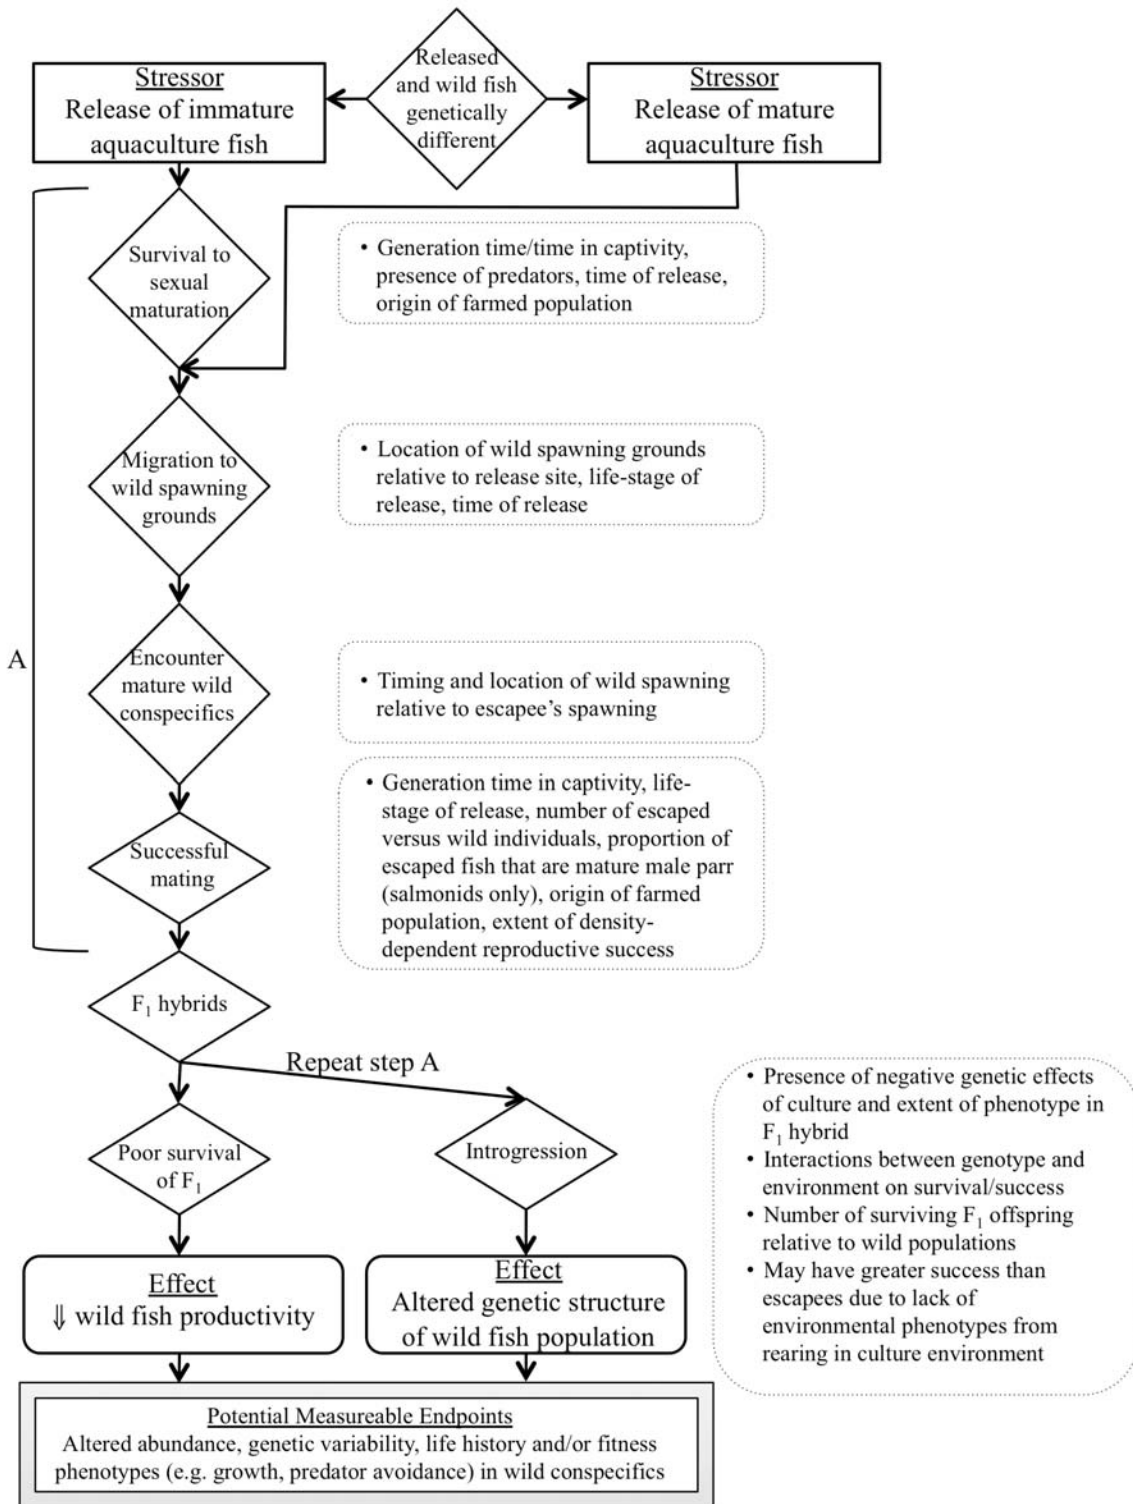 Released
and wild fish
genetically
different
Stressor
Release of immature
aquaculture fish
Stressor
Release of mature
aquaculture fish
Survival to
sexual
maturation
• Generation time/time in captivity,
presence of predators, time of release,
origin of farmed population
Migration to
wild spawning
grounds
• Location of wild spawning grounds
relative to release site, life-stage of
release, time of release
A
Encounter
mature wild
conspecifics
• Timing and location of wild spawning
relative to escapee’s spawning
Successful
mating
• Generation time in captivity, life-
stage of release, number of escaped
versus wild individuals, proportion of
escaped fish that are mature male parr
(salmonids only), origin of farmed
population, extent of density-
dependent reproductive success
F₁ hybrids
Repeat step A
Poor survival
of F₁
Introgression
• Presence of negative genetic effects
of culture and extent of phenotype in
F₁ hybrid
• Interactions between genotype and
environment on survival/success
• Number of surviving F₁ offspring
relative to wild populations
• May have greater success than
escapees due to lack of
environmental phenotypes from
rearing in culture environment
Effect
⇓ wild fish productivity
Effect
Altered genetic structure
of wild fish population
Potential Measureable Endpoints
Altered abundance, genetic variability, life history and/or fitness
phenotypes (e.g. growth, predator avoidance) in wild conspecifics